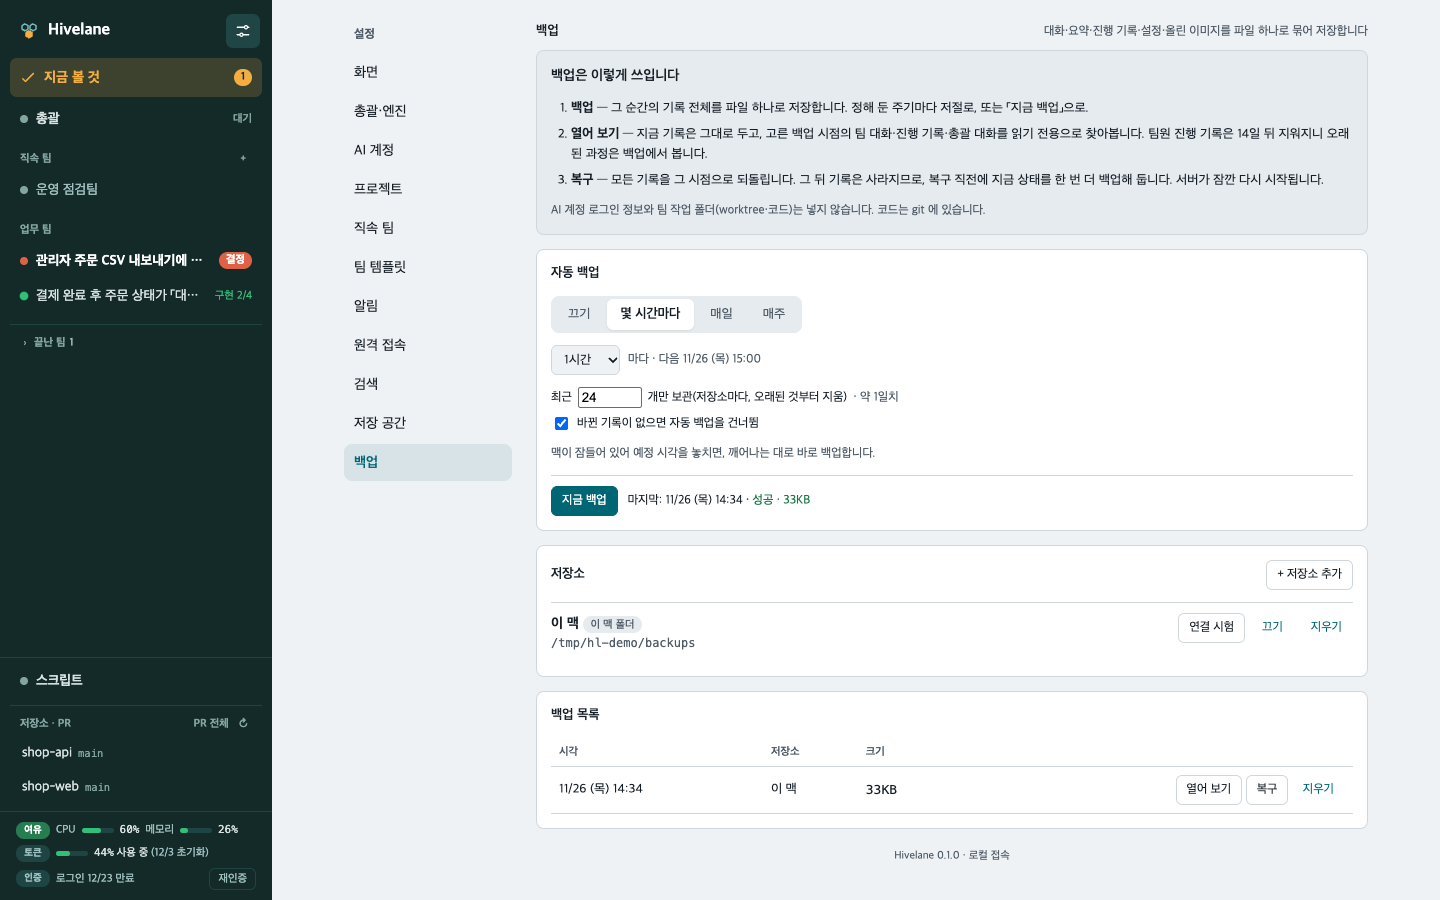 Hivelane
지금 볼 것 1
총괄 대기
직속 팀 +
운영 점검팀
업무 팀
관리자 주문 CSV 내보내기에 ··· 결정
결제 완료 후 주문 상태가 「대··· 구현 2/4
› 끝난 팀 1
스크립트
저장소 · PR PR 전체 ↻
shop-api main
shop-web main
여유 CPU 60% 메모리 26%
토큰 44% 사용 중 (12/3 초기화)
인증 로그인 12/23 만료 재인증
설정
화면
총괄·엔진
AI 계정
프로젝트
직속 팀
팀 템플릿
알림
원격 접속
검색
저장 공간
백업
백업 대화·요약·진행 기록·설정·올린 이미지를 파일 하나로 묶어 저장합니다
백업은 이렇게 쓰입니다
1. 백업 — 그 순간의 기록 전체를 파일 하나로 저장합니다. 정해 둔 주기마다 저절로, 또는 「지금 백업」으로.
2. 열어 보기 — 지금 기록은 그대로 두고, 고른 백업 시점의 팀 대화·진행 기록·총괄 대화를 읽기 전용으로 찾아봅니다. 팀원 진행 기록은 14일 뒤 지워지니 오래
된 과정은 백업에서 봅니다.
3. 복구 — 모든 기록을 그 시점으로 되돌립니다. 그 뒤 기록은 사라지므로, 복구 직전에 지금 상태를 한 번 더 백업해 둡니다. 서버가 잠깐 다시 시작됩니다.
AI 계정 로그인 정보와 팀 작업 폴더(worktree·코드)는 넣지 않습니다. 코드는 git 에 있습니다.
자동 백업
끄기 몇 시간마다 매일 매주
1시간 마다 · 다음 11/26 (목) 15:00
최근 24 개만 보관(저장소마다, 오래된 것부터 지움) · 약 1일치
바뀐 기록이 없으면 자동 백업을 건너뜀
맥이 잠들어 있어 예정 시각을 놓치면, 깨어나는 대로 바로 백업합니다.
지금 백업 마지막: 11/26 (목) 14:34 · 성공 · 33KB
저장소 + 저장소 추가
이 맥 이 맥 폴더 연결 시험 끄기 지우기
/tmp/hl-demo/backups
백업 목록
시각 저장소 크기
11/26 (목) 14:34 이 맥 33KB 열어 보기 복구 지우기
Hivelane 0.1.0 · 로컬 접속